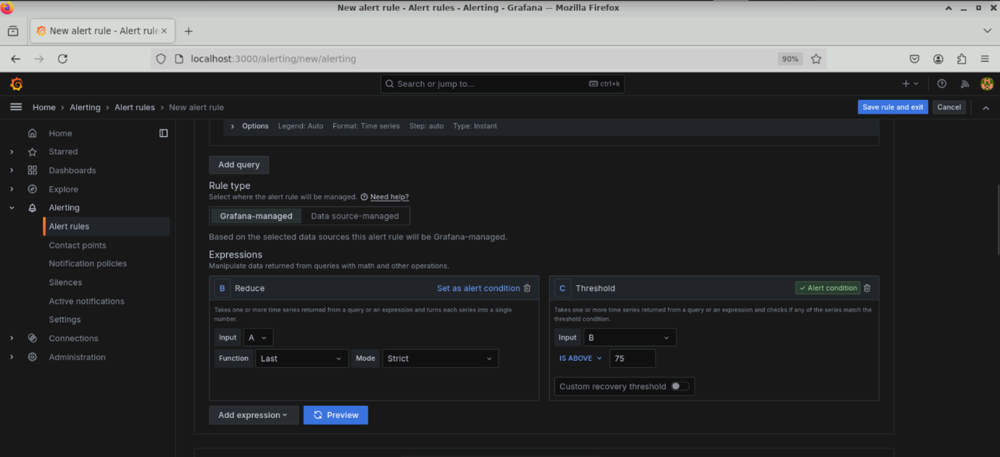 New alert rule - Alert rules - Alerting - Grafana — Mozilla Firefox
New alert rule - Alert rule
localhost:3000/alerting/new/alerting
90%
Search or jump to...
ctrl+k
Home › Alerting › Alert rules › New alert rule
Save rule and exit
Cancel
Home
Starred
Dashboards
Explore
Alerting
Alert rules
Contact points
Notification policies
Silences
Active notifications
Settings
Connections
Administration
Options Legend: Auto Format: Time series Step: auto Type: Instant
Add query
Rule type
Select where the alert rule will be managed. Need help?
Grafana-managed Data source-managed
Based on the selected data sources this alert rule will be Grafana-managed.
Expressions
Manipulate data returned from queries with math and other operations.
B Reduce Set as alert condition
Takes one or more time series returned from a query or an expression and turns each series into a single
number.
Input A
Function Last Mode Strict
C Threshold Alert condition
Takes one or more time series returned from a query or an expression and checks if any of the series match the
threshold condition.
Input B
IS ABOVE 75
Custom recovery threshold
Add expression
Preview